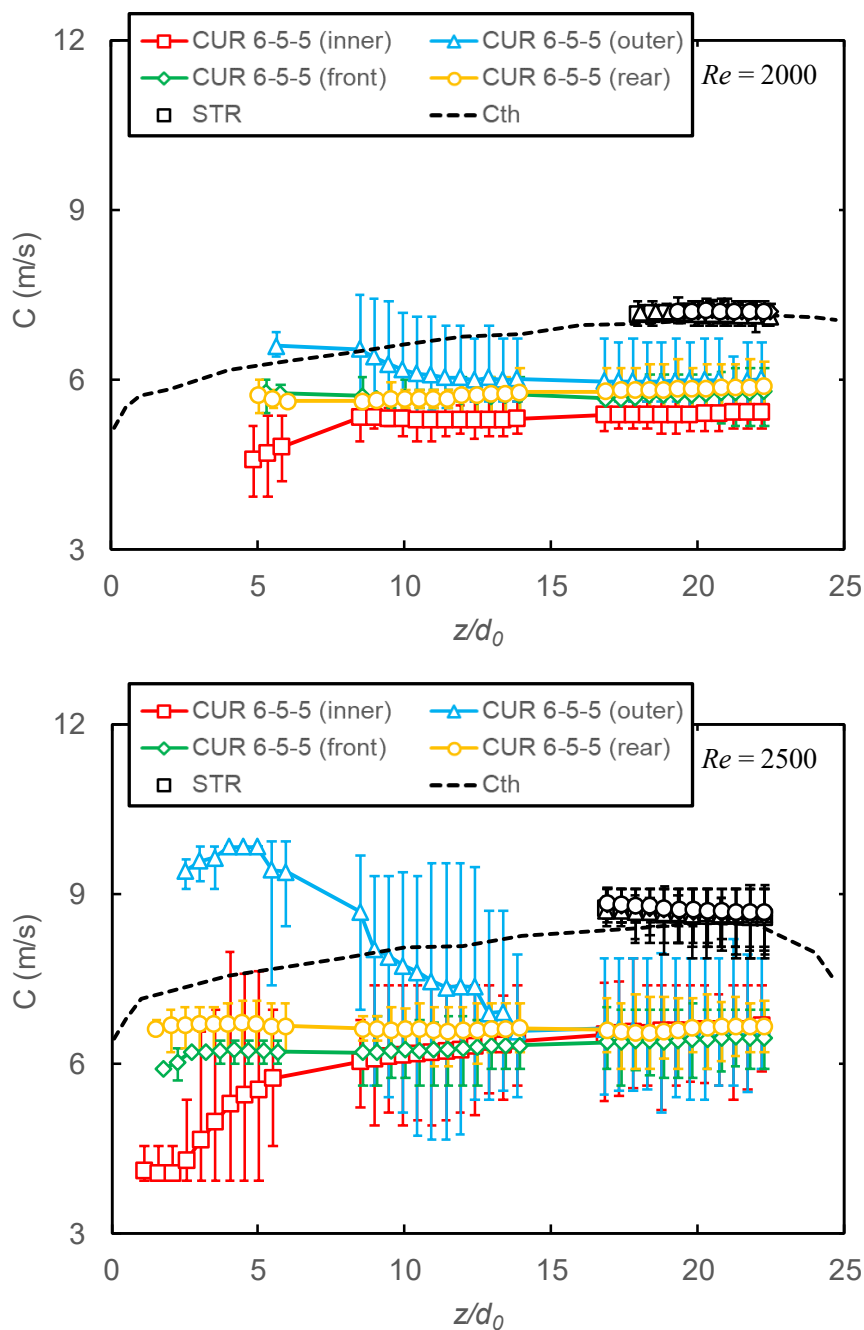 12
9
6
3
C (m/s)
CUR 6-5-5 (inner) CUR 6-5-5 (outer)
CUR 6-5-5 (front) CUR 6-5-5 (rear)
STR Cth
Re = 2000
0 5 10 15 20 25
z/d0
12
9
6
3
C (m/s)
CUR 6-5-5 (inner) CUR 6-5-5 (outer)
CUR 6-5-5 (front) CUR 6-5-5 (rear)
STR Cth
Re = 2500
0 5 10 15 20 25
z/d0